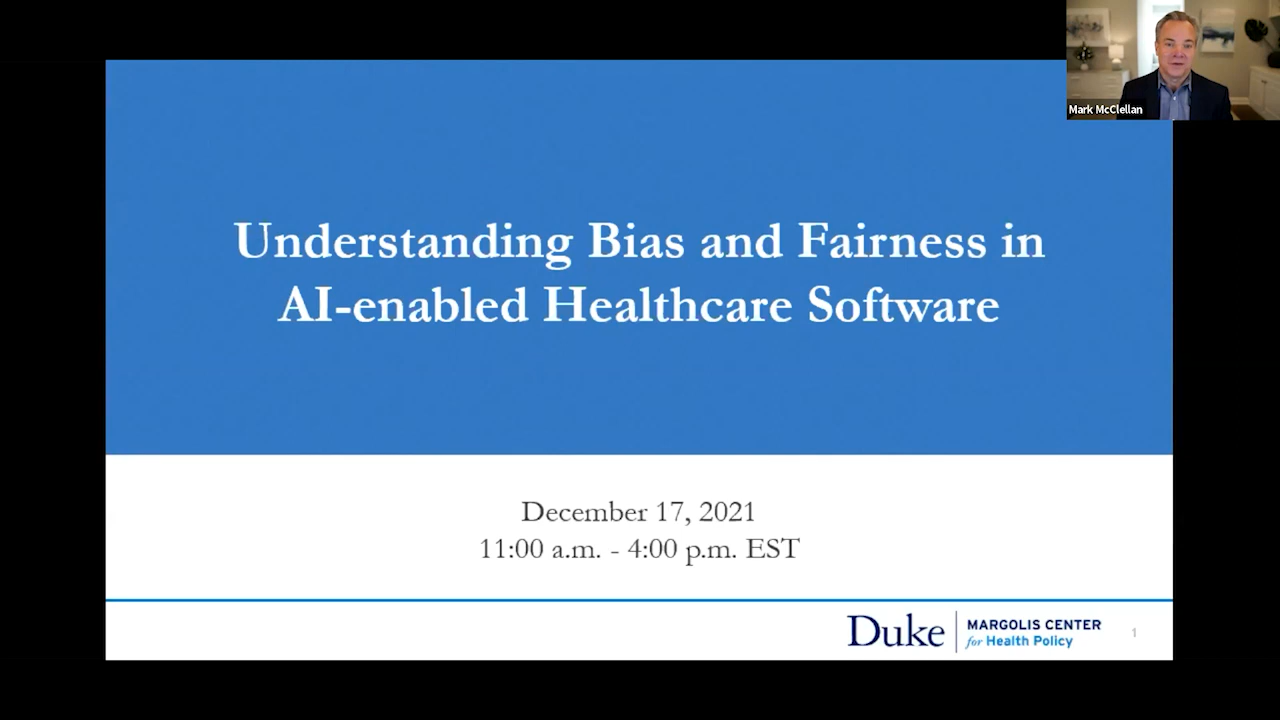 Mark McClellan
Understanding Bias and Fairness in
AI-enabled Healthcare Software
December 17, 2021
11:00 a.m. - 4:00 p.m. EST
Duke
MARGOLIS CENTER
for Health Policy
1